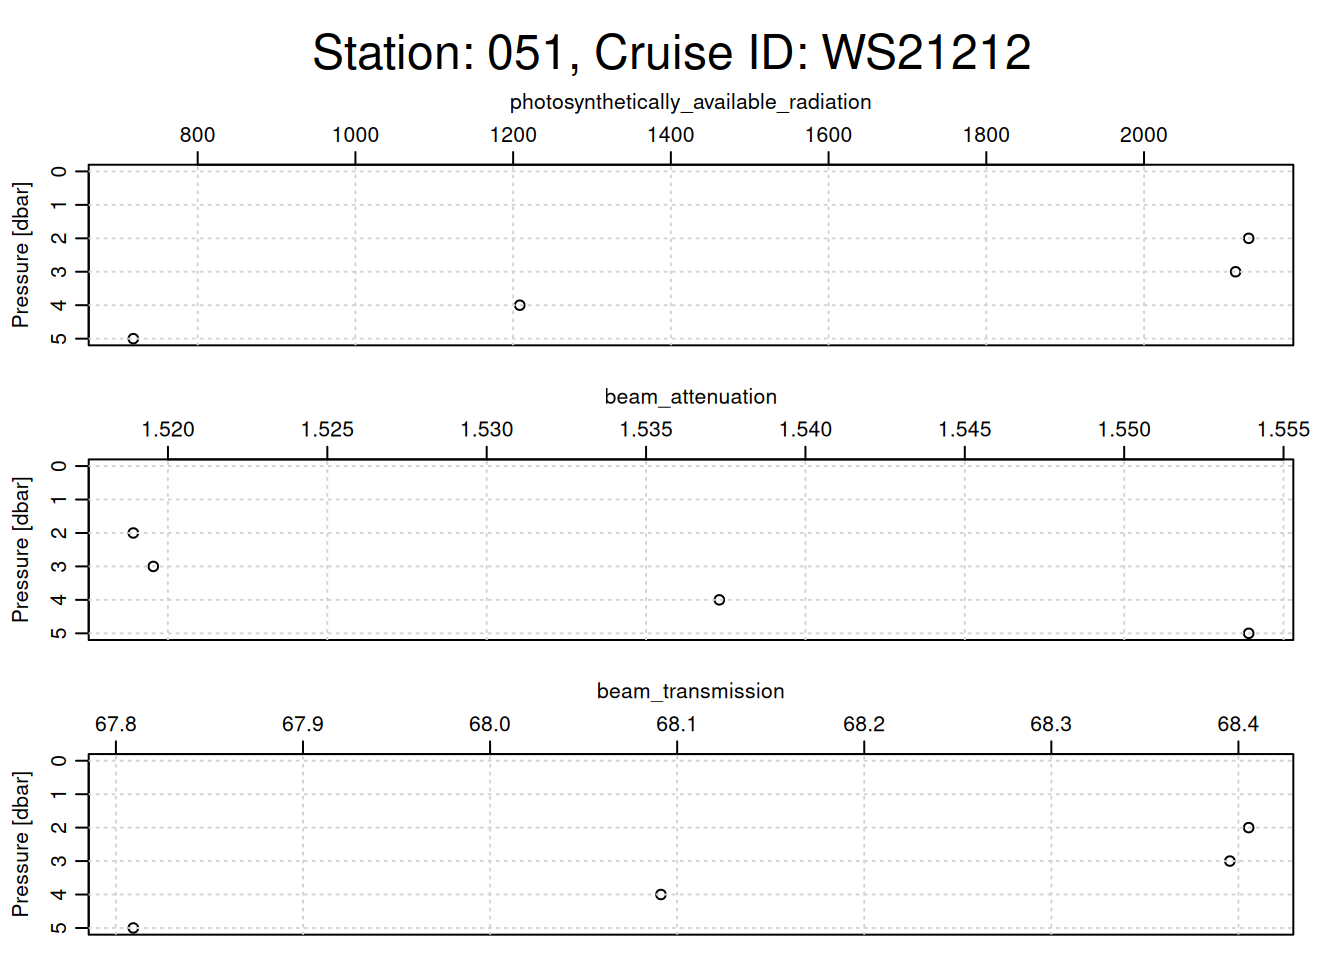 Station: 051, Cruise ID: WS21212
photosynthetically_available_radiation
800 1000 1200 1400 1600 1800 2000
Pressure [dbar]
0
1
2
3
4
5
beam_attenuation
1.520 1.525 1.530 1.535 1.540 1.545 1.550 1.555
Pressure [dbar]
0
1
2
3
4
5
beam_transmission
67.8 67.9 68.0 68.1 68.2 68.3 68.4
Pressure [dbar]
0
1
2
3
4
5